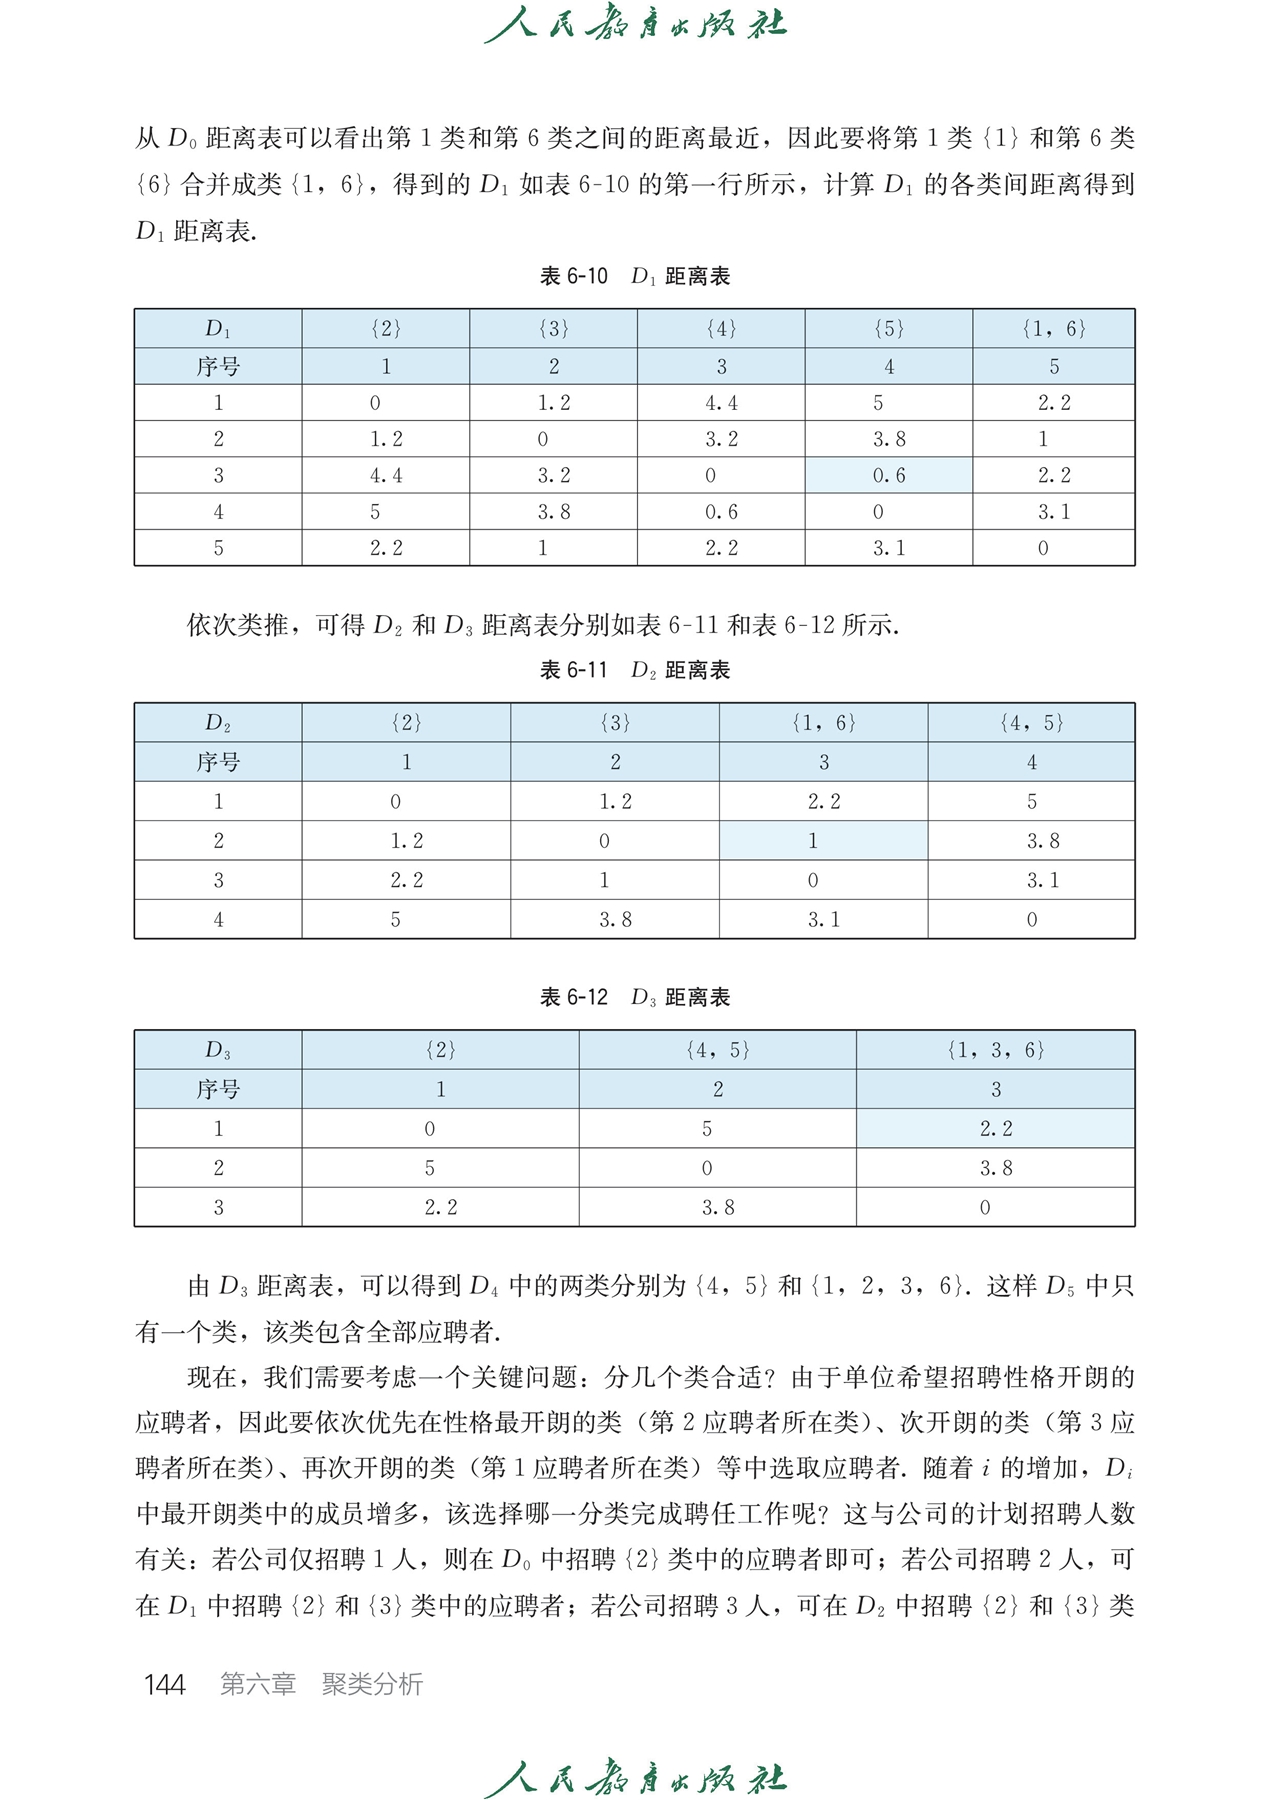 人民教育出版社
从 D₀ 距离表可以看出第 1 类和第 6 类之间的距离最近，因此要将第 1 类 {1} 和第 6 类
{6} 合并成类 {1，6}，得到的 D₁ 如表 6-10 的第一行所示，计算 D₁ 的各类间距离得到
D₁ 距离表.
表 6-10 D₁ 距离表
D₁ {2} {3} {4} {5} {1，6}
序号 1 2 3 4 5
1 0 1.2 4.4 5 2.2
2 1.2 0 3.2 3.8 1
3 4.4 3.2 0 0.6 2.2
4 5 3.8 0.6 0 3.1
5 2.2 1 2.2 3.1 0
依次类推，可得 D₂ 和 D₃ 距离表分别如表 6-11 和表 6-12 所示.
表 6-11 D₂ 距离表
D₂ {2} {3} {1，6} {4，5}
序号 1 2 3 4
1 0 1.2 2.2 5
2 1.2 0 1 3.8
3 2.2 1 0 3.1
4 5 3.8 3.1 0
表 6-12 D₃ 距离表
D₃ {2} {4，5} {1，3，6}
序号 1 2 3
1 0 5 2.2
2 5 0 3.8
3 2.2 3.8 0
由 D₃ 距离表，可以得到 D₄ 中的两类分别为 {4，5} 和 {1，2，3，6}. 这样 D₅ 中只
有一个类，该类包含全部应聘者.
现在，我们需要考虑一个关键问题：分几个类合适？由于单位希望招聘性格开朗的
应聘者，因此要依次优先在性格最开朗的类（第 2 应聘者所在类）、次开朗的类（第 3 应
聘者所在类）、再次开朗的类（第 1 应聘者所在类）等中选取应聘者. 随着 i 的增加，Dᵢ
中最开朗类中的成员增多，该选择哪一分类完成聘任工作呢？这与公司的计划招聘人数
有关：若公司仅招聘 1 人，则在 D₀ 中招聘 {2} 类中的应聘者即可；若公司招聘 2 人，可
在 D₁ 中招聘 {2} 和 {3} 类中的应聘者；若公司招聘 3 人，可在 D₂ 中招聘 {2} 和 {3} 类
144 第六章 聚类分析
人民教育出版社